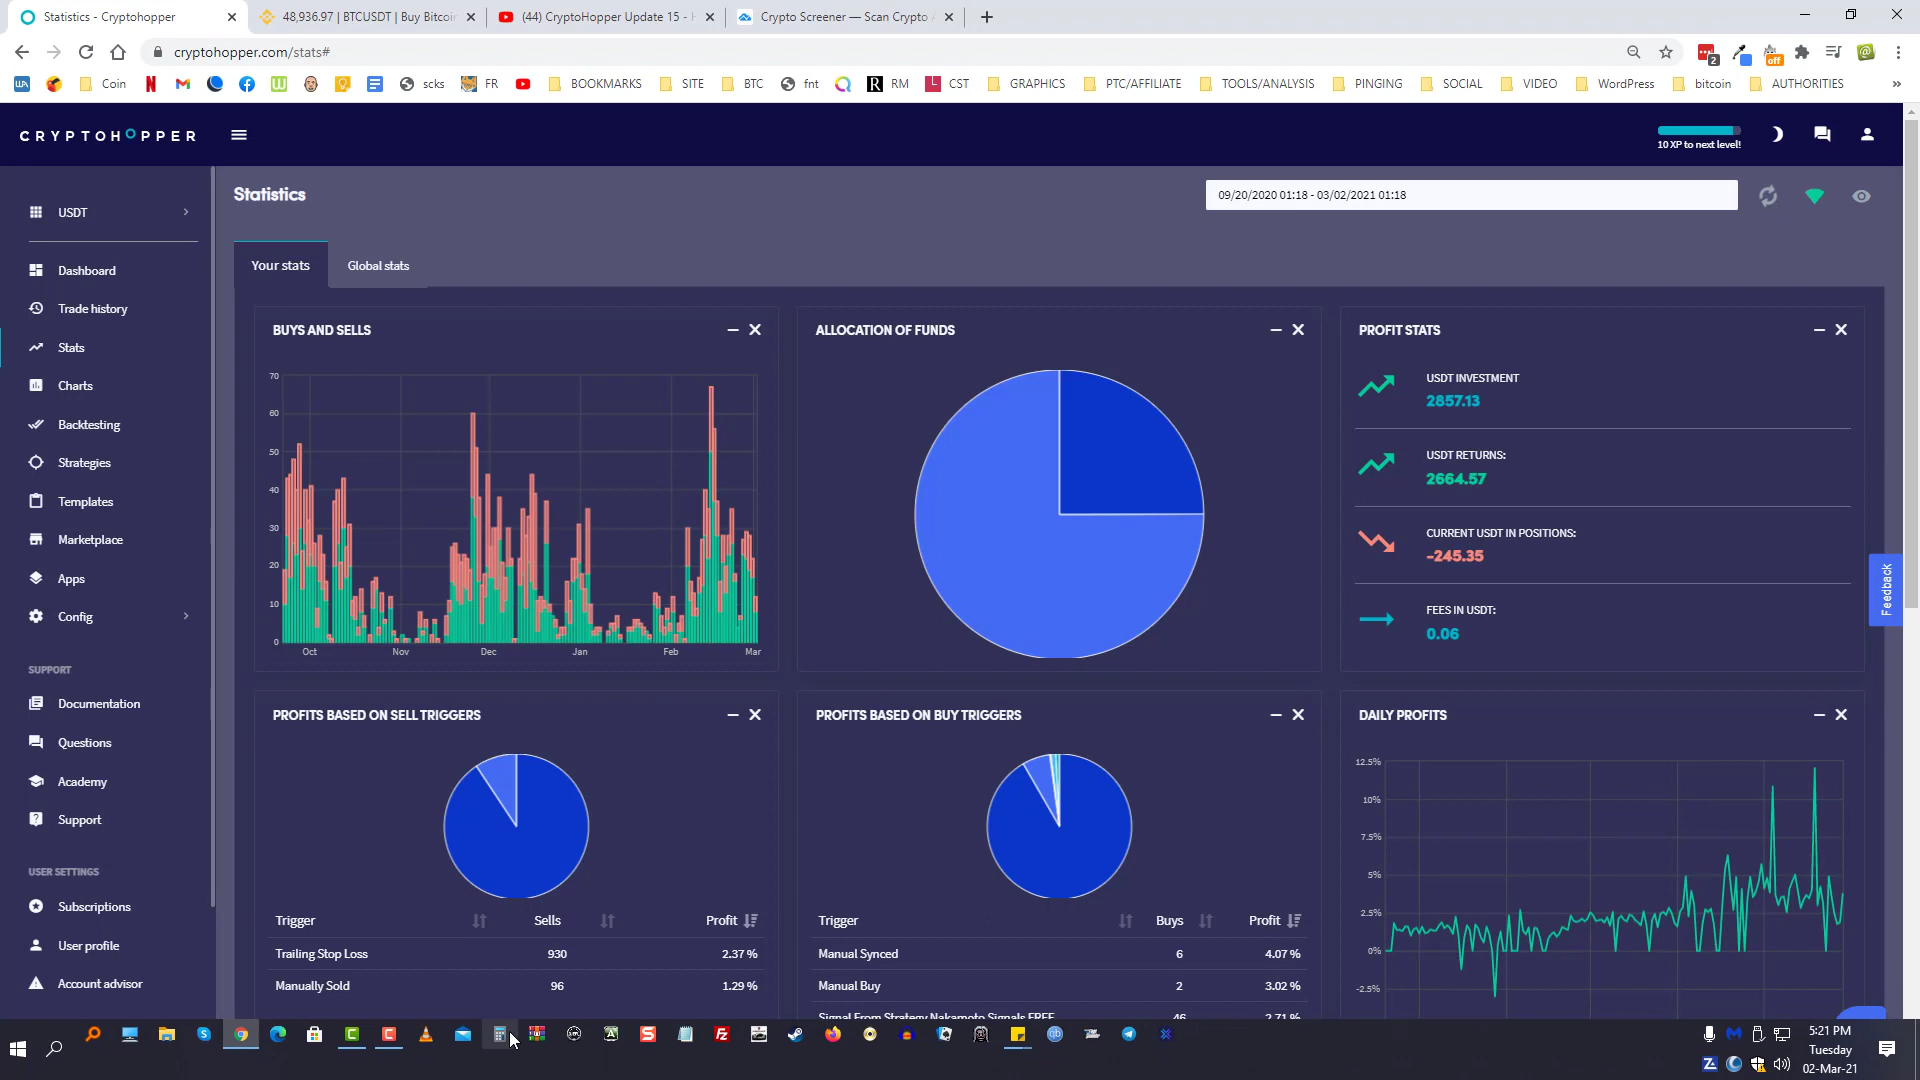 Statistics - Cryptohopper
48,936.97 | BTCUSDT | Buy Bitcoin
(44) CryptoHopper Update 15 -
Crypto Screener — Scan Crypto
cryptohopper.com/stats#
2
off
Coin
scks
FR
BOOKMARKS
SITE
BTC
fnt
RM
CST
GRAPHICS
PTC/AFFILIATE
TOOLS/ANALYSIS
PINGING
SOCIAL
VIDEO
WordPress
bitcoin
AUTHORITIES
CRYPTOHOPPER
10 XP to next level!
USDT
Dashboard
Trade history
Stats
Charts
Backtesting
Strategies
Templates
Marketplace
Apps
Config
SUPPORT
Documentation
Questions
Academy
Support
USER SETTINGS
Subscriptions
User profile
Account advisor
Statistics
09/20/2020 01:18 - 03/02/2021 01:18
Your stats
Global stats
BUYS AND SELLS
70
60
50
40
30
20
10
0
Oct
Nov
Dec
Jan
Feb
Mar
ALLOCATION OF FUNDS
PROFIT STATS
USDT INVESTMENT
2857.13
USDT RETURNS:
2664.57
CURRENT USDT IN POSITIONS:
-245.35
FEES IN USDT:
0.06
Feedback
PROFITS BASED ON SELL TRIGGERS
Trigger
Sells
Profit
Trailing Stop Loss
930
2.37 %
Manually Sold
96
1.29 %
PROFITS BASED ON BUY TRIGGERS
Trigger
Buys
Profit
Manual Synced
6
4.07 %
Manual Buy
2
3.02 %
Signal From Strategy Nakamoto Signals FREE
46
2.71 %
DAILY PROFITS
12.5%
10%
7.5%
5%
2.5%
0%
-2.5%
5:21 PM
Tuesday
02-Mar-21